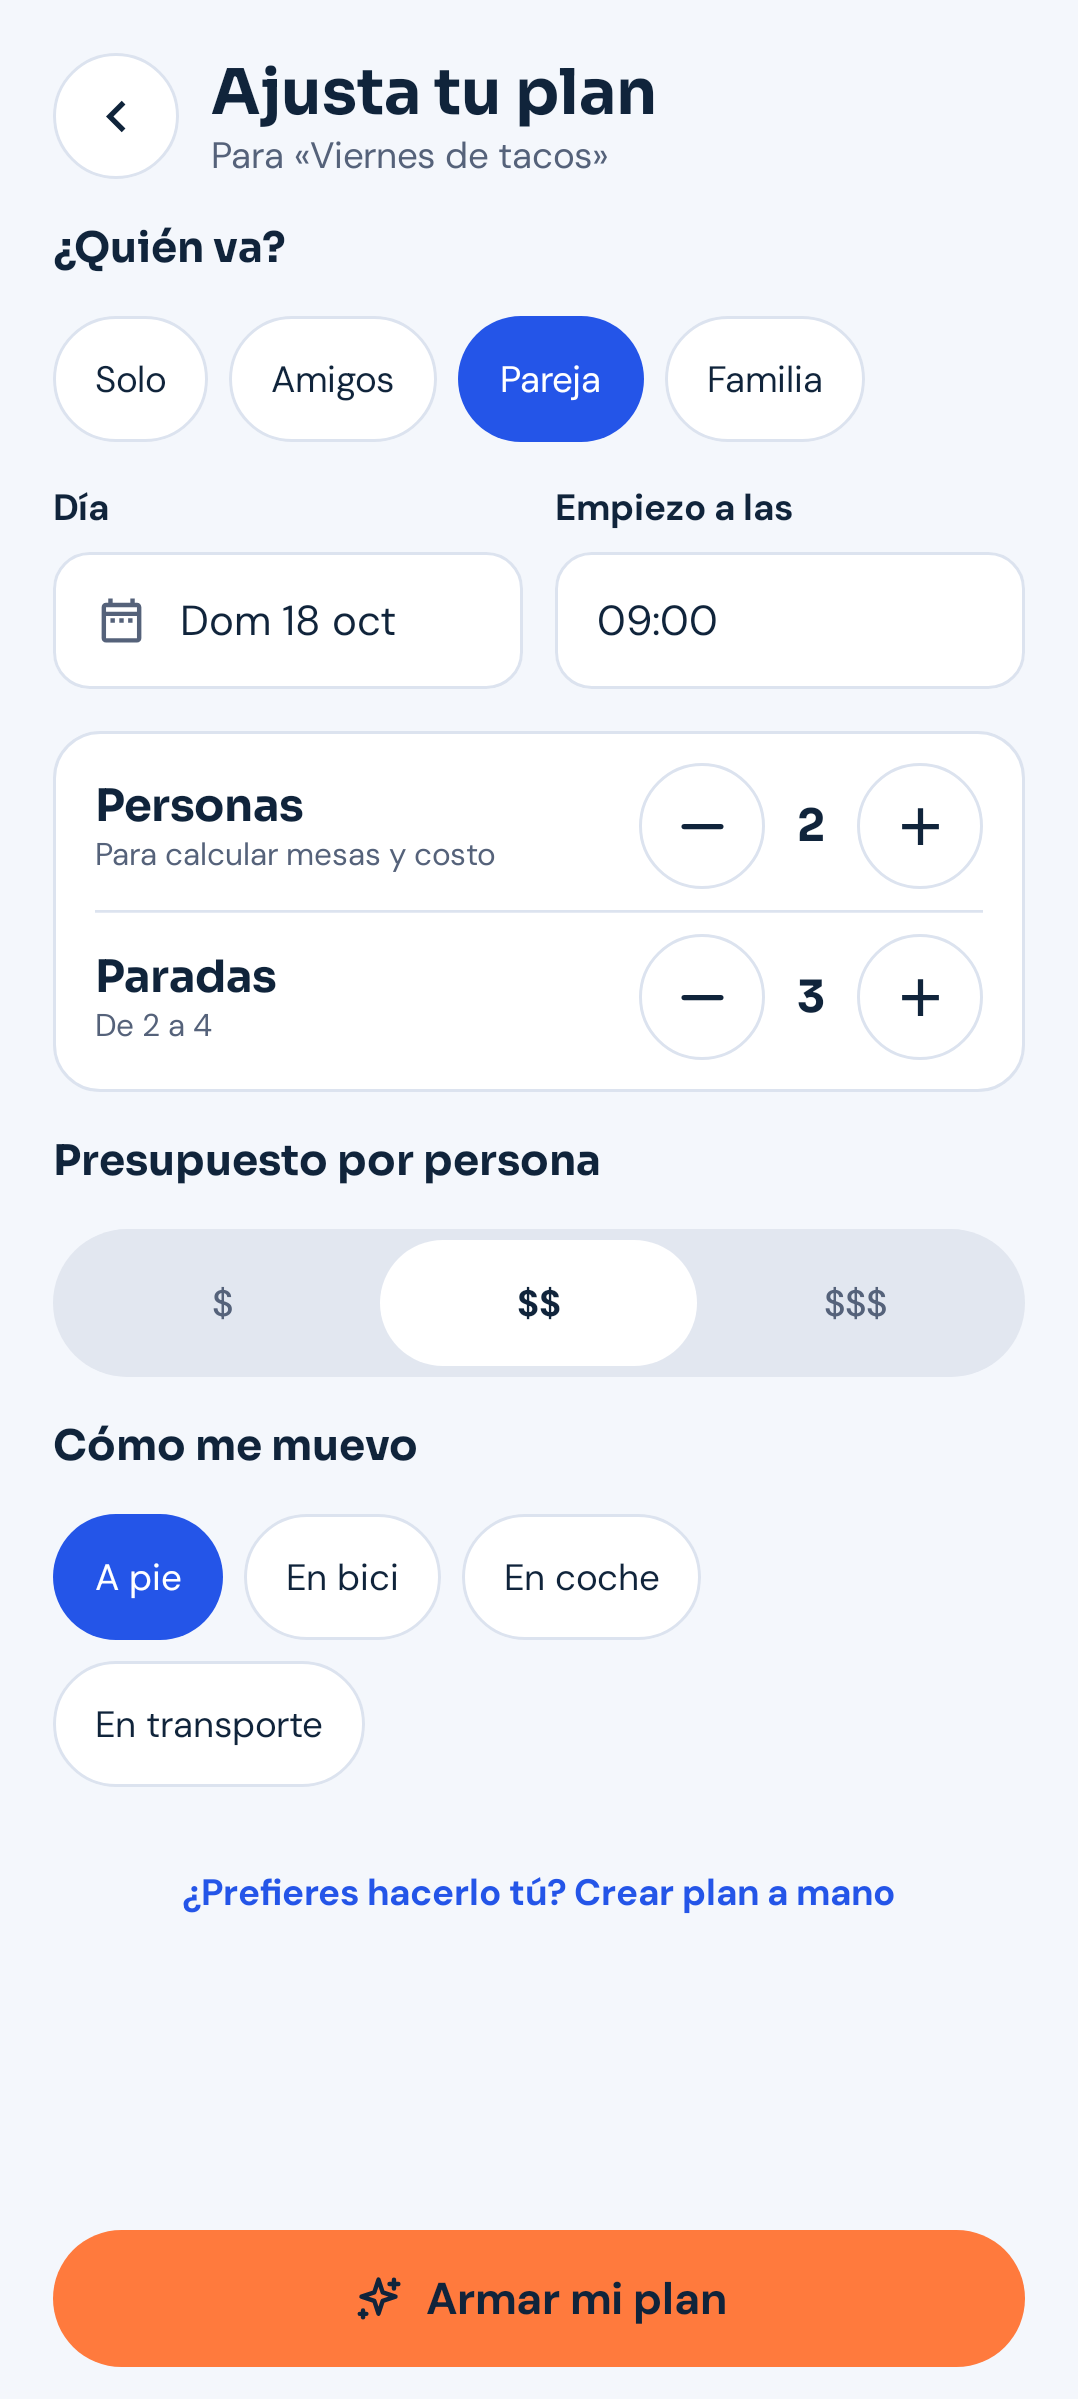 Ajusta tu plan
Para «Viernes de tacos»
¿Quién va?
Solo
Amigos
Pareja
Familia
Día
Empiezo a las
Dom 18 oct
09:00
Personas
Para calcular mesas y costo
2
Paradas
De 2 a 4
3
Presupuesto por persona
$
$$
$$$
Cómo me muevo
A pie
En bici
En coche
En transporte
¿Prefieres hacerlo tú? Crear plan a mano
Armar mi plan